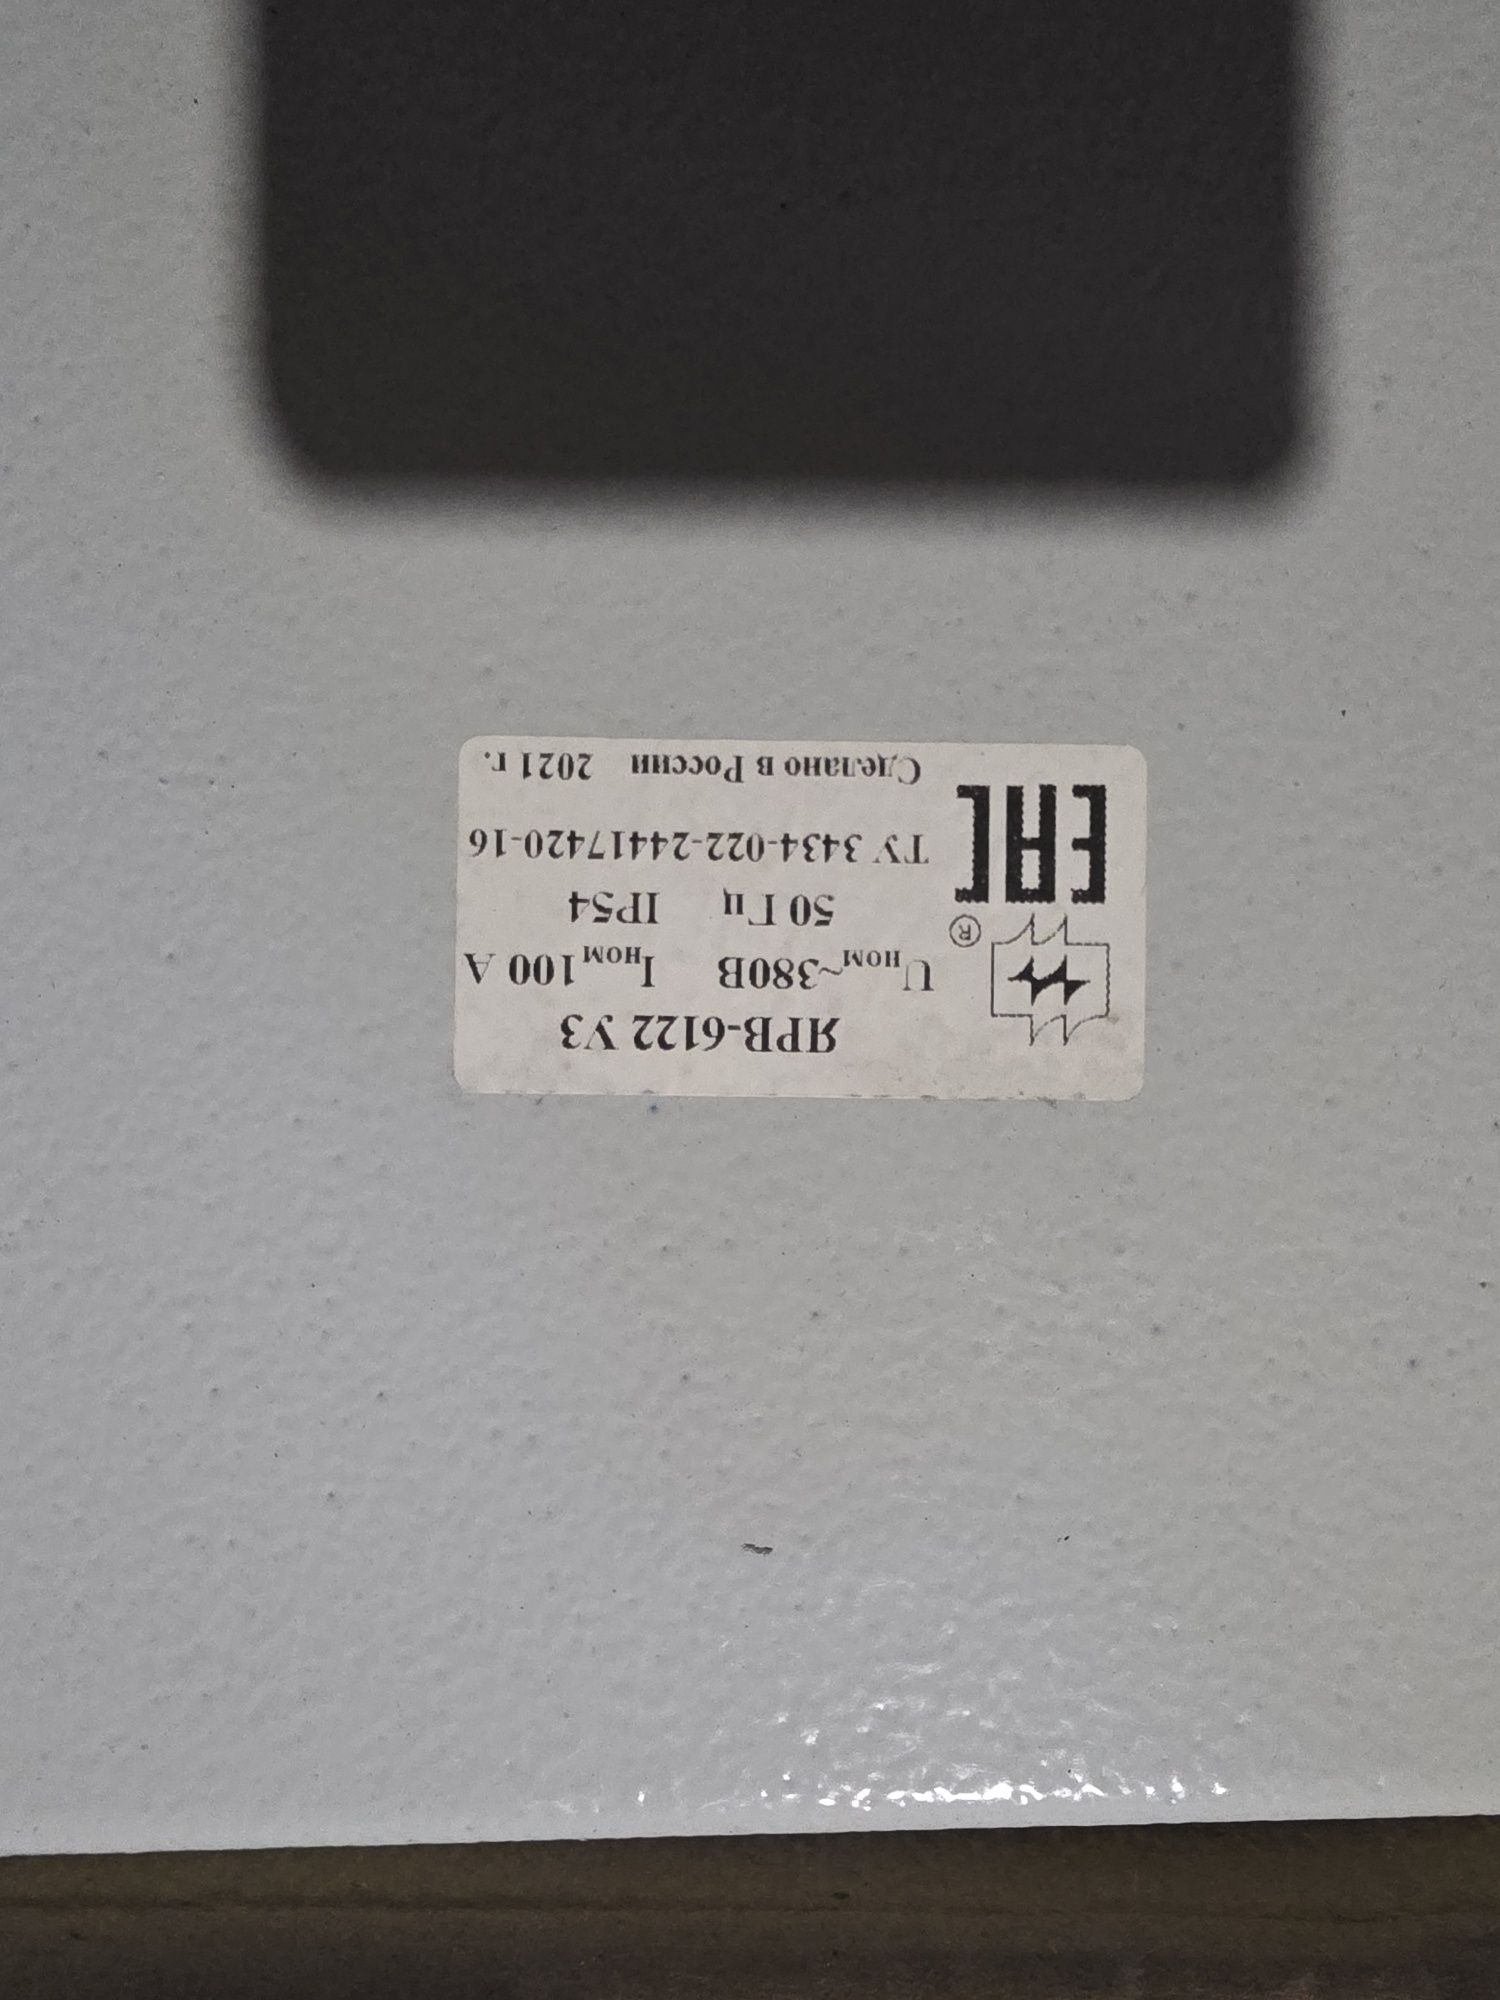 ЯРВ-6122 У3
Uном~380В Iном100 А
®
50 Гц IP54
ТУ 3434-022-24417420-16
EAC
Сделано в России 2021 г.